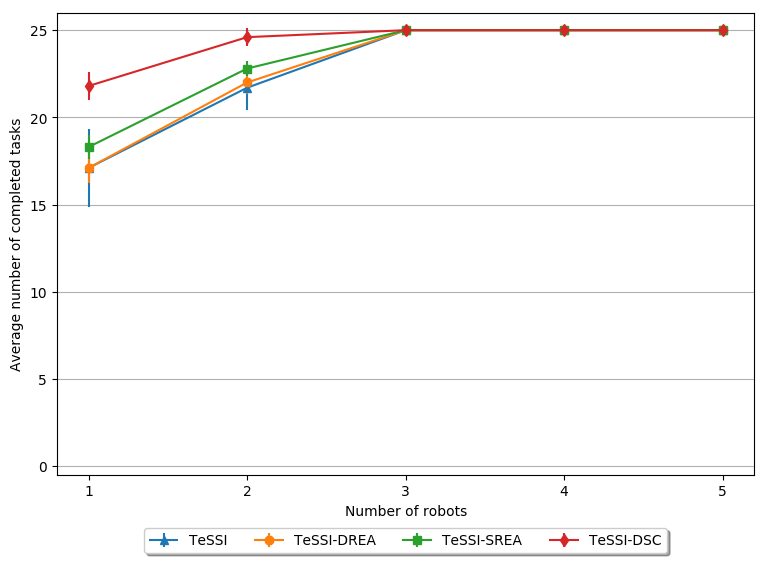 25
20
15
10
5
0
Average number of completed tasks
1 2 3 4 5
Number of robots
TeSSI TeSSI-DREA TeSSI-SREA TeSSI-DSC